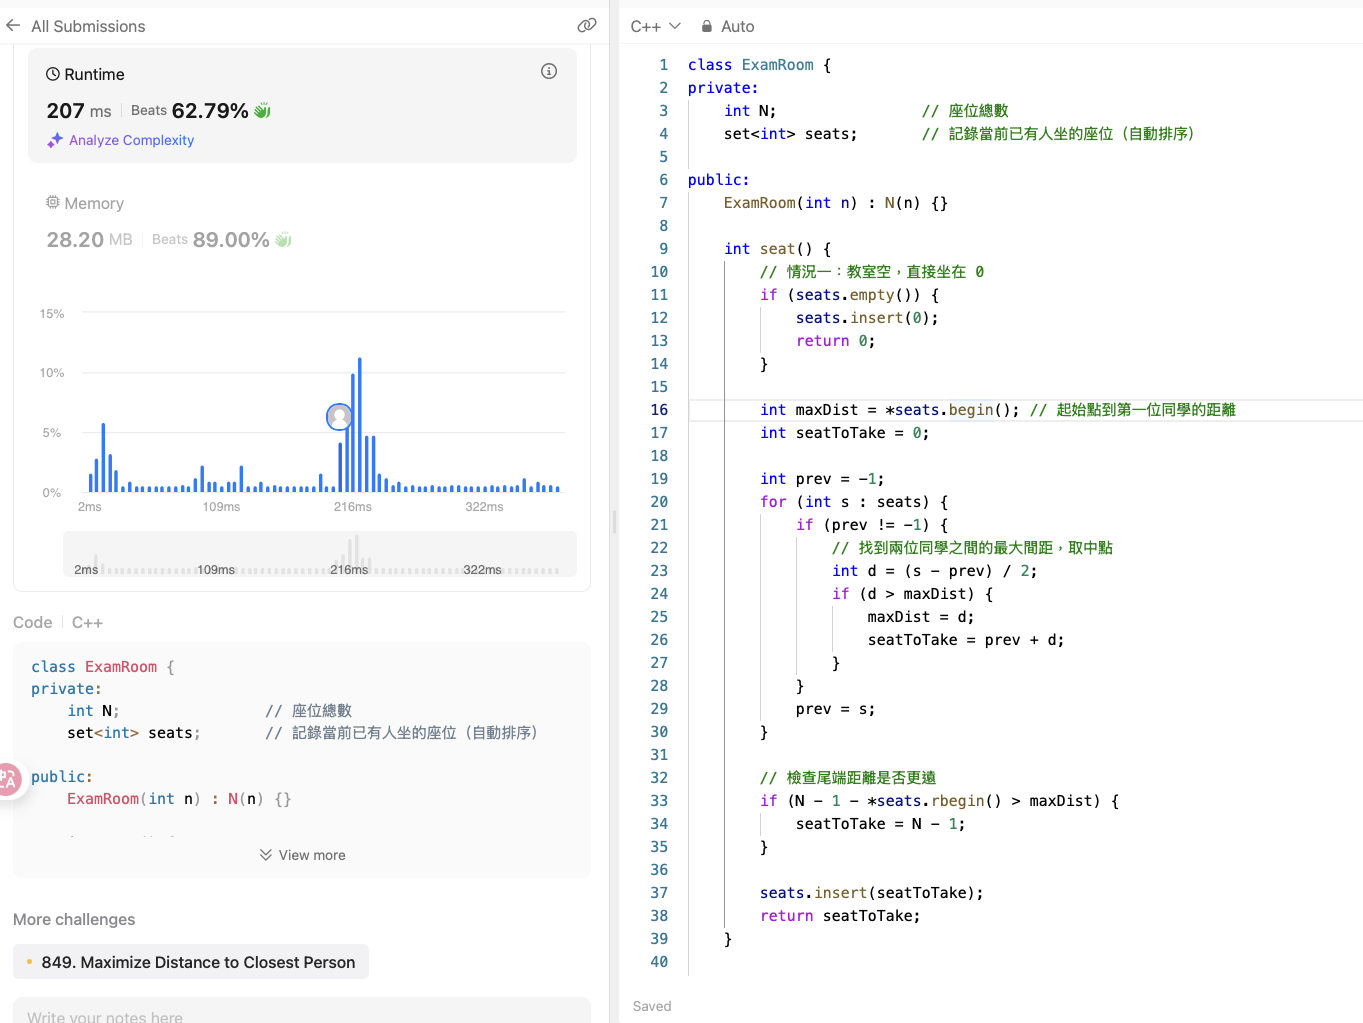 All Submissions
Runtime
207 ms Beats 62.79%
Analyze Complexity
Memory
28.20 MB Beats 89.00%
15%
10%
5%
0%
2ms 109ms 216ms 322ms
2ms 109ms 216ms 322ms
Code C++
class ExamRoom {
private:
int N; // 座位總數
set<int> seats; // 記錄當前已有人坐的座位（自動排序）
public:
ExamRoom(int n) : N(n) {}
View more
More challenges
849. Maximize Distance to Closest Person
Write your notes here
C++ Auto
1 class ExamRoom {
2 private:
3 int N; // 座位總數
4 set<int> seats; // 記錄當前已有人坐的座位（自動排序）
5
6 public:
7 ExamRoom(int n) : N(n) {}
8
9 int seat() {
10 // 情況一：教室空，直接坐在 0
11 if (seats.empty()) {
12 seats.insert(0);
13 return 0;
14 }
15
16 int maxDist = *seats.begin(); // 起始點到第一位同學的距離
17 int seatToTake = 0;
18
19 int prev = -1;
20 for (int s : seats) {
21 if (prev != -1) {
22 // 找到兩位同學之間的最大間距，取中點
23 int d = (s - prev) / 2;
24 if (d > maxDist) {
25 maxDist = d;
26 seatToTake = prev + d;
27 }
28 }
29 prev = s;
30 }
31
32 // 檢查尾端距離是否更遠
33 if (N - 1 - *seats.rbegin() > maxDist) {
34 seatToTake = N - 1;
35 }
36
37 seats.insert(seatToTake);
38 return seatToTake;
39 }
40
Saved